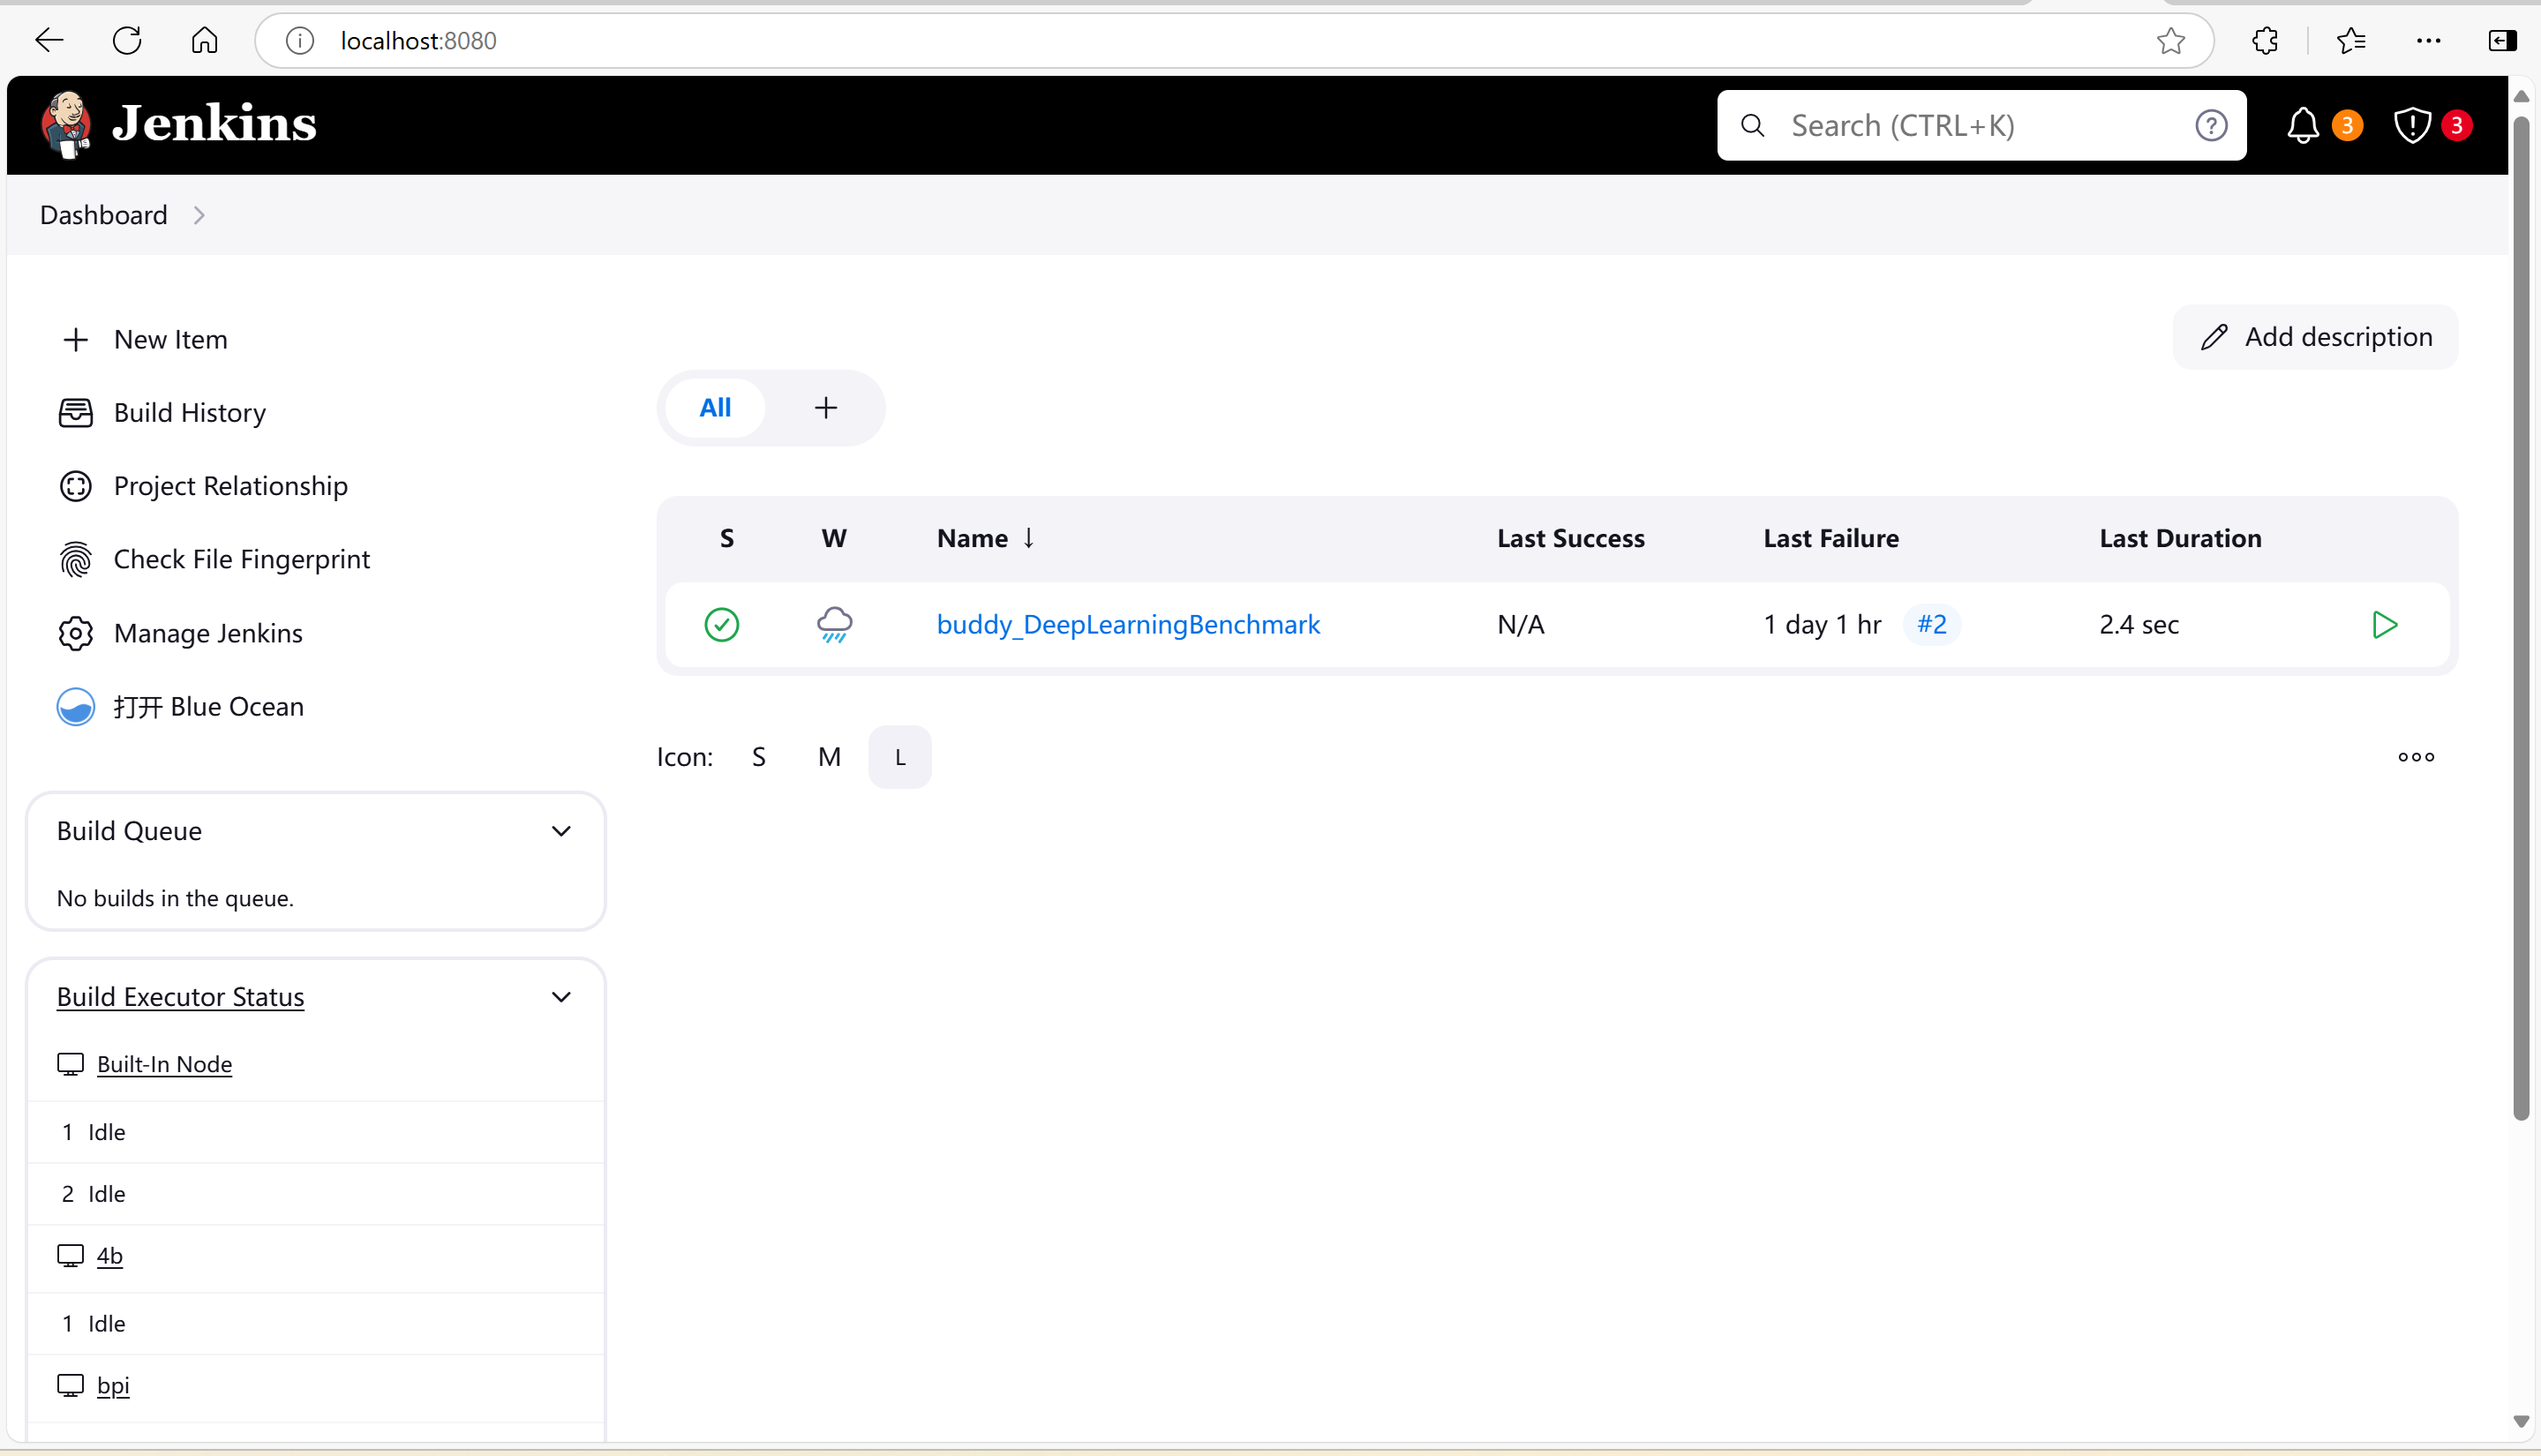 localhost:8080
Jenkins
Search (CTRL+K)
3
3
Dashboard
New Item
Build History
Project Relationship
Check File Fingerprint
Manage Jenkins
打开 Blue Ocean
Build Queue
No builds in the queue.
Build Executor Status
Built-In Node
1 Idle
2 Idle
4b
1 Idle
bpi
Add description
All
S W Name ↓ Last Success Last Failure Last Duration
buddy_DeepLearningBenchmark N/A 1 day 1 hr #2 2.4 sec
Icon: S M L